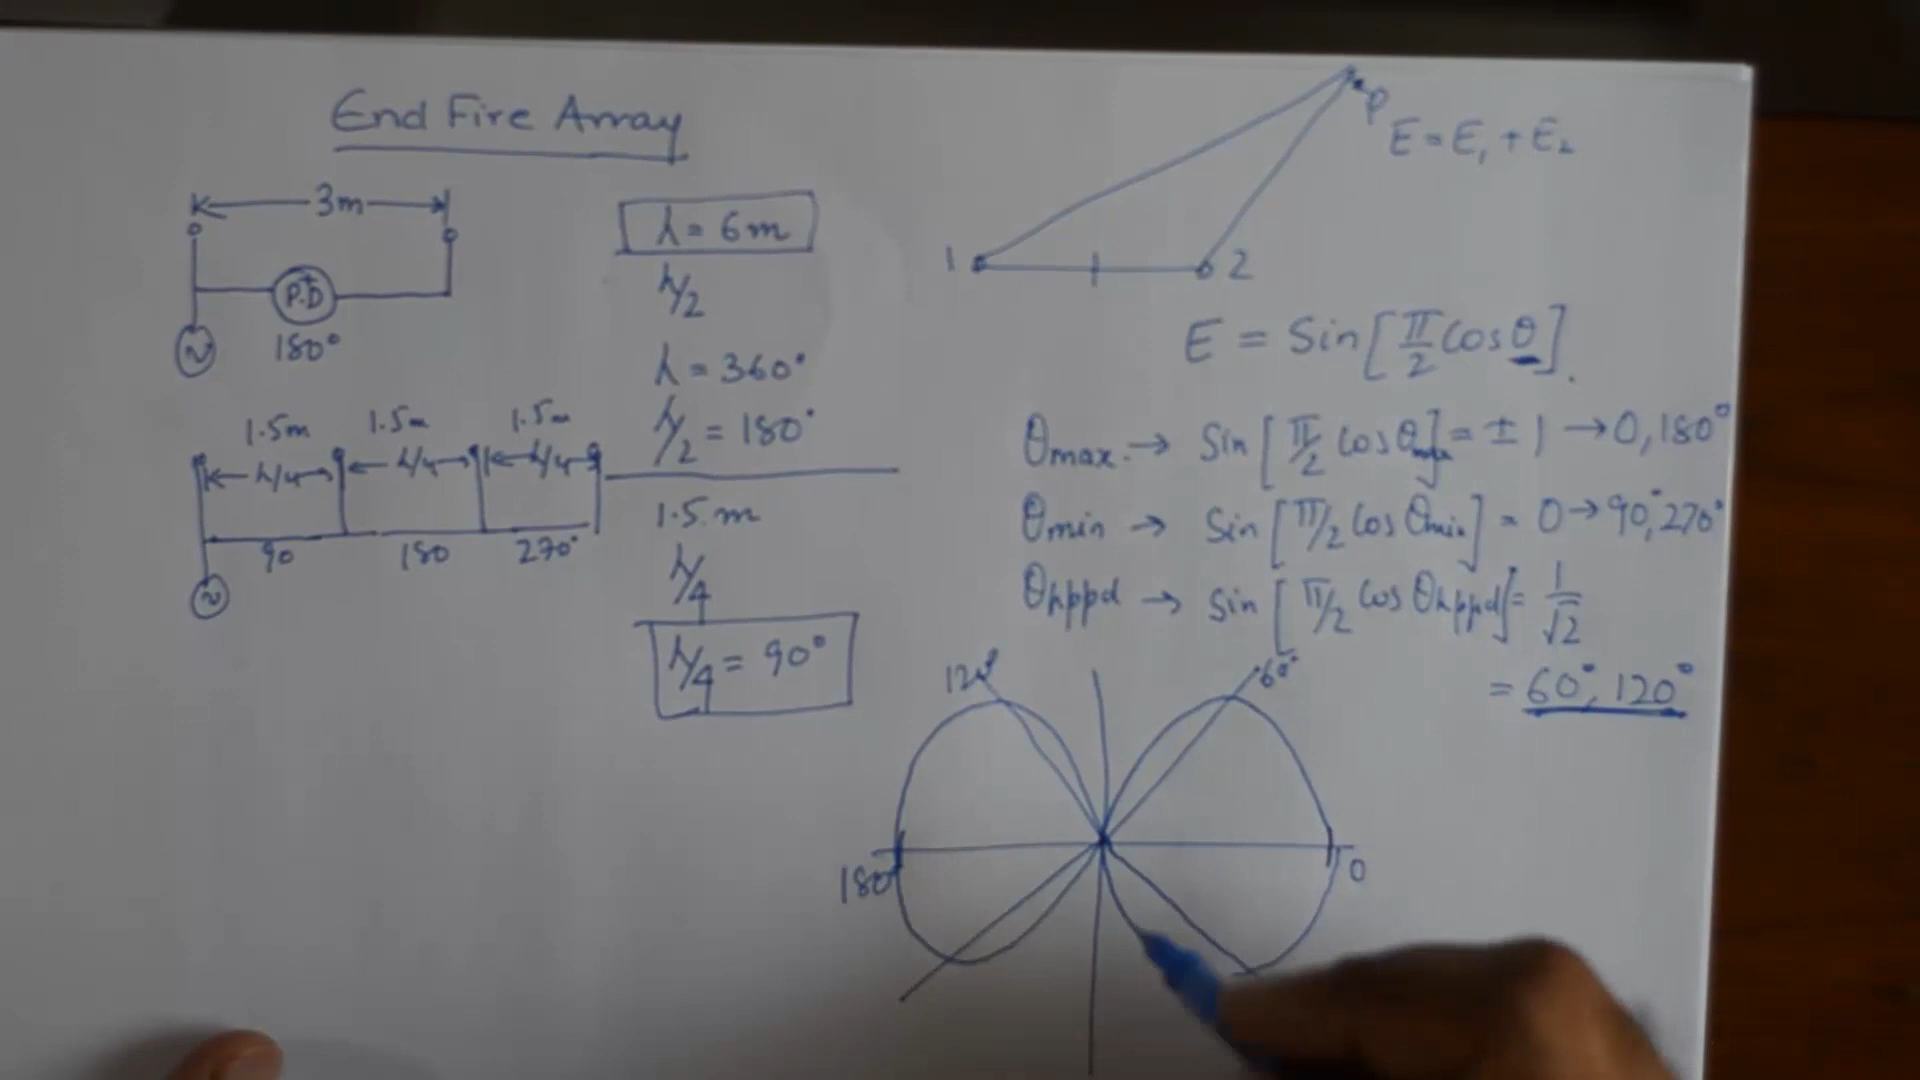 End Fire Array
3m
P.D
180°
~
1.5m 1.5m 1.5m
λ/4 λ/4 λ/4
90 180 270°
~
λ = 6m
λ/2
λ = 360°
λ/2 = 180°
1.5m
λ/4
λ/4 = 90°
P
E = E₁ + E₂
1 2
E = Sin[π/2 Cos θ].
θmax. → Sin[π/2 Cos θmax] = ± 1 → 0, 180°
θmin → Sin[π/2 Cos θmin] = 0 → 90°, 270°
θhppd → Sin[π/2 Cos θhppd] = 1/√2
= 60°, 120°
120° 60°
180° 0